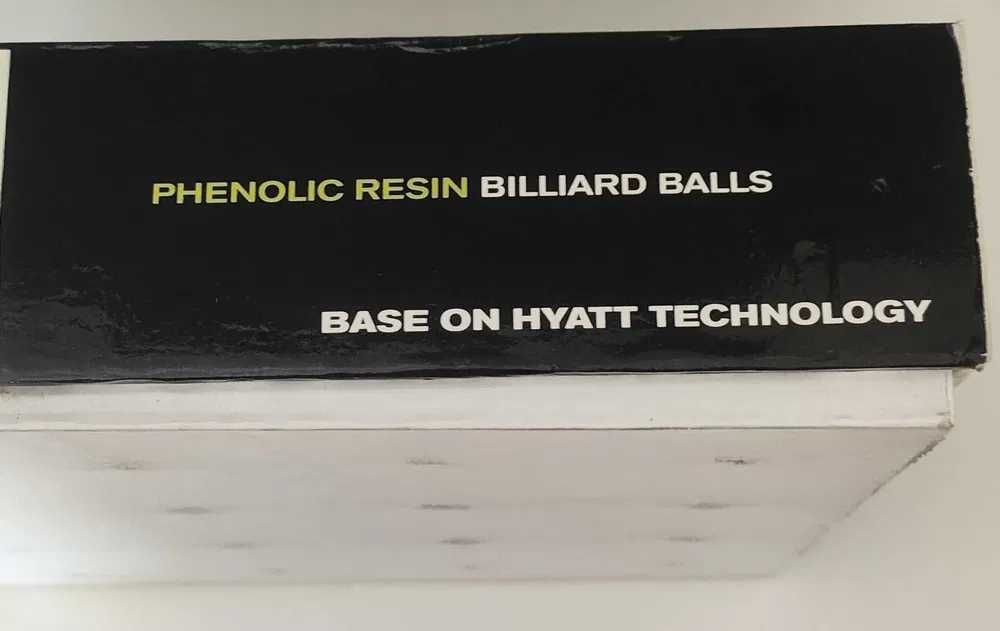 PHENOLIC RESIN BILLIARD BALLS
BASE ON HYATT TECHNOLOGY